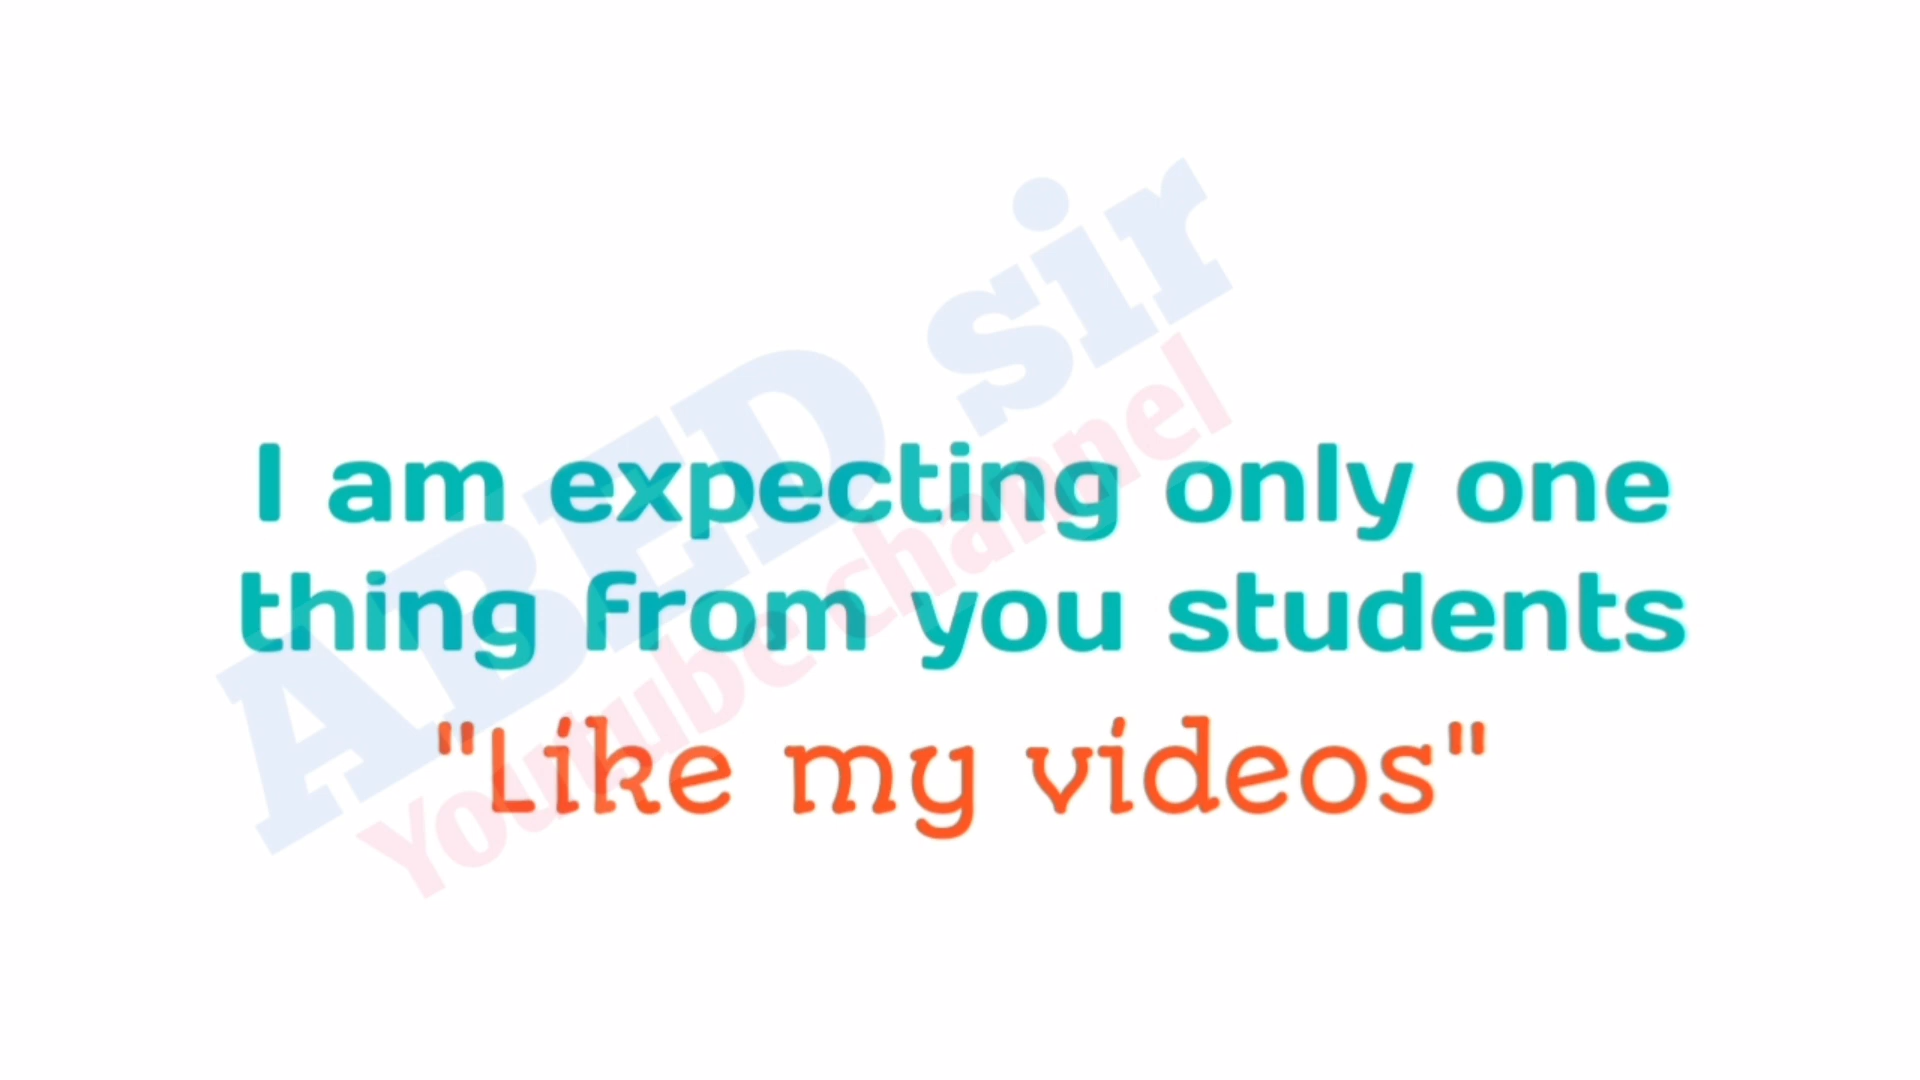 I am expecting only one
thing from you students
"Like my videos"
ABED sir
Youtube channel